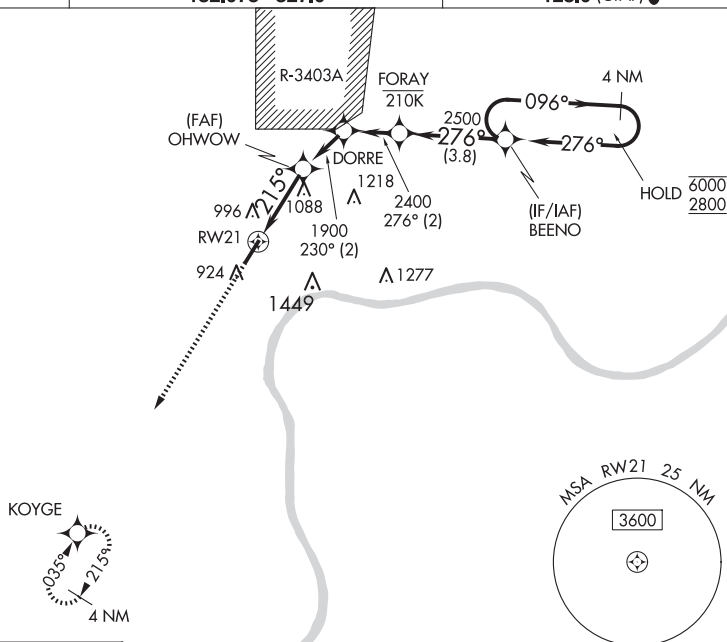 R-3403A
FORAY
210K
4 NM
096°
2500
276°
(3.8)
276°
(FAF)
OHWOW
DORRE
HOLD
6000
2800
(IF/IAF)
BEENO
215°
1218
2400
276° (2)
996
1088
1900
230° (2)
RW21
924
1277
1449
MSA RW21 25 NM
3600
KOYGE
035°
215°
4 NM